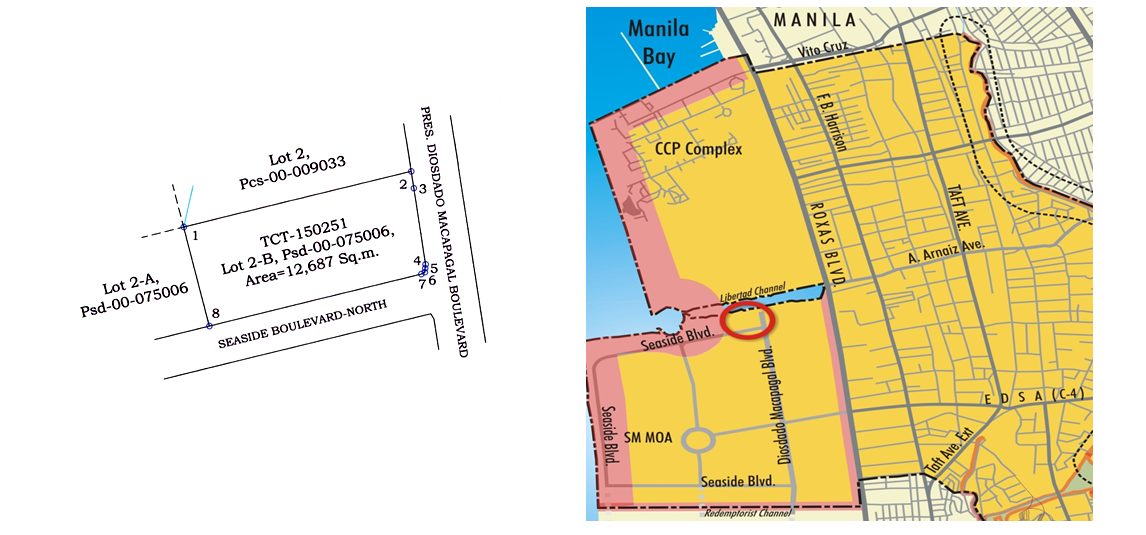 Lot 2,
Pcs-00-009033
PRES. DIOSDADO MACAPAGAL BOULEVARD
2
3
1
TCT-150251
Lot 2-B, Psd-00-075006,
Area=12,687 Sq.m.
4
5
6
7
Lot 2-A,
Psd-00-075006
8
SEASIDE BOULEVARD-NORTH
MANILA
Manila
Bay
Vito Cruz
F.B. Harrison
CCP Complex
TAFT AVE.
ROXAS BLVD.
A. Arnaiz Ave.
Libertad Channel
Seaside Blvd.
Diosdado Macapagal Blvd.
EDSA (C-4)
Seaside Blvd.
SM MOA
Taft Ave. Ext
Seaside Blvd.
Redemptorist Channel